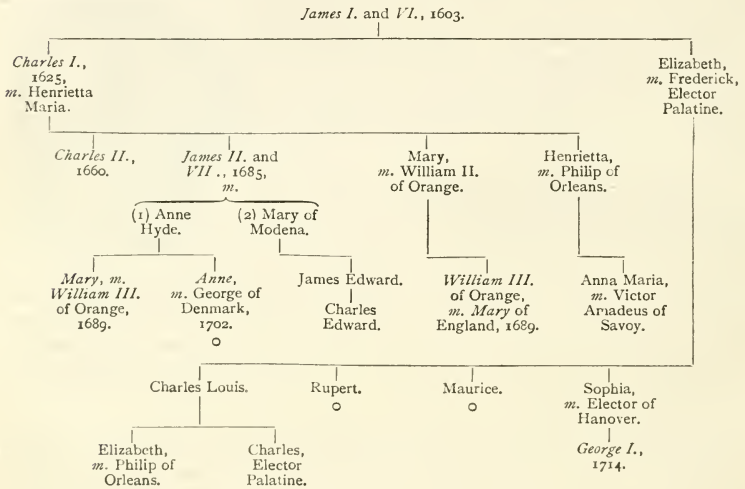 James I. and VI., 1603.
Charles I.,
1625,
m. Henrietta
Maria.
Elizabeth,
m. Frederick,
Elector
Palatine.
Charles II.,
1660.
James II. and
VII., 1685,
m.
Mary,
m. William II.
of Orange.
Henrietta,
m. Philip of
Orleans.
(1) Anne
Hyde.
(2) Mary of
Modena.
Mary, m.
William III.
of Orange,
1689.
Anne,
m. George of
Denmark,
1702.
O
James Edward.
Charles
Edward.
William III.
of Orange,
m. Mary of
England, 1689.
Anna Maria,
m. Victor
Amadeus of
Savoy.
Charles Louis.
Rupert.
O
Maurice.
O
Sophia,
m. Elector of
Hanover.
George I.,
1714.
Elizabeth,
m. Philip of
Orleans.
Charles,
Elector
Palatine.